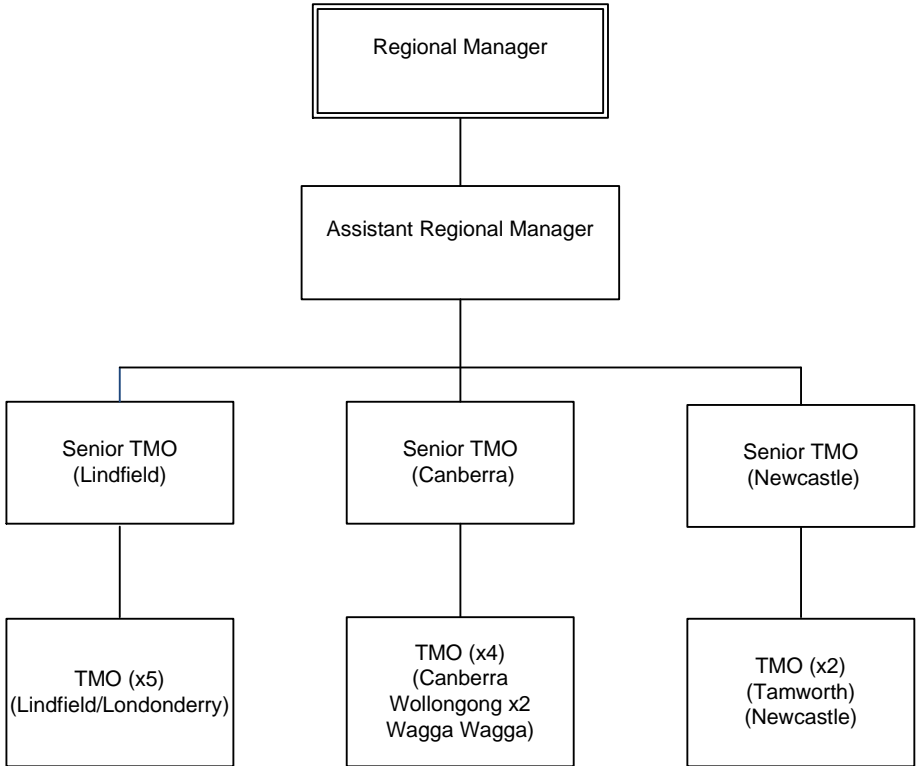 Regional Manager
Assistant Regional Manager
Senior TMO
(Lindfield)
Senior TMO
(Canberra)
Senior TMO
(Newcastle)
TMO (x5)
(Lindfield/Londonderry)
TMO (x4)
(Canberra
Wollongong x2
Wagga Wagga)
TMO (x2)
(Tamworth)
(Newcastle)